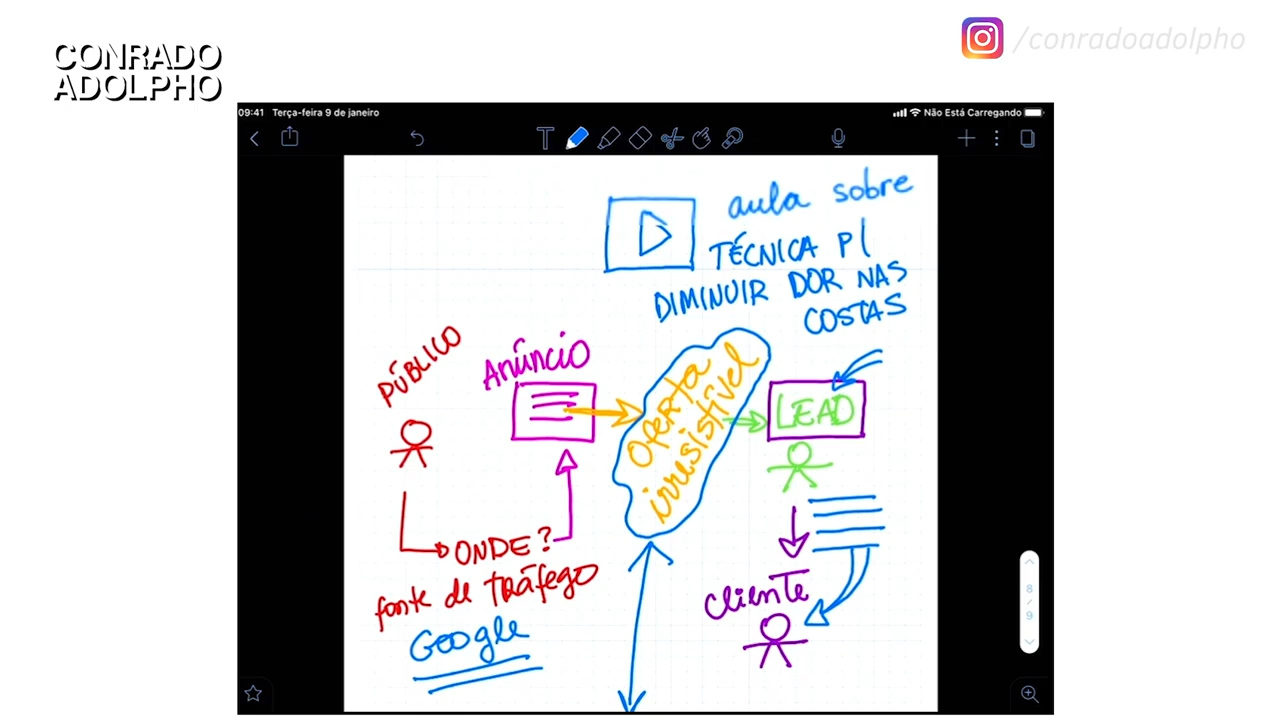 CONRADO
ADOLPHO
/conradoadolpho
09:41 Terça-feira 9 de janeiro
Não Está Carregando
T
aula sobre
TÉCNICA P/
DIMINUIR DOR NAS
COSTAS
PÚBLICO
ANÚNCIO
Oferta
irresistível
LEAD
ONDE?
fonte de tráfego
Google
cliente
8
/
9